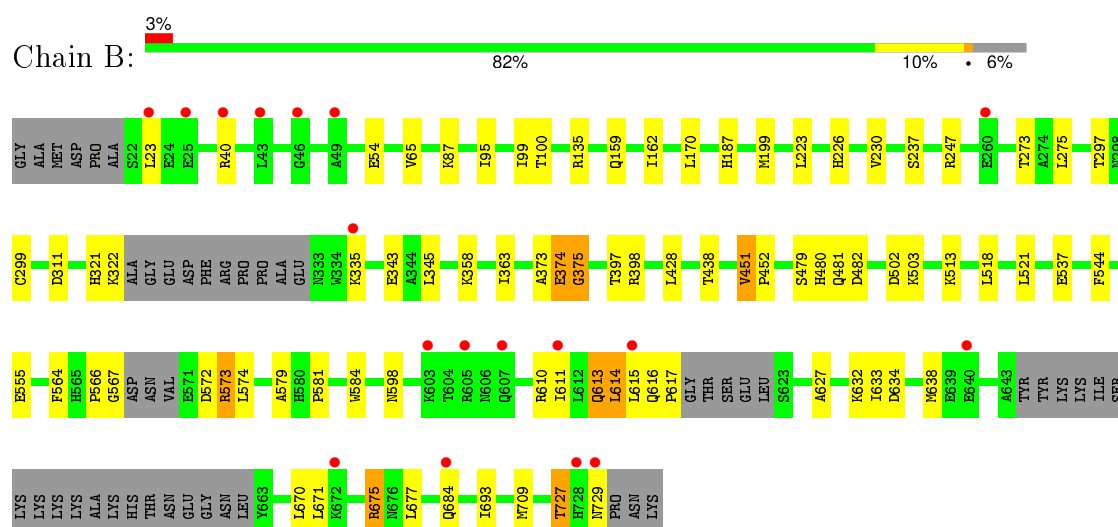 3%
Chain B:
82% 10% • 6%
GLY ALA MET ASP PRO ALA S22 L23 E24 E25 R40 L43 G46 A49 E54 V65 K87 I95 I99 T100 R135 Q159 I162 L170 H187 M199 L223 H226 V230 S237 R247 E260 T273 A274 L275 T297 N298
C299 D311 H321 K322 ALA GLY GLU ASP PHE ARG PRO PRO ALA GLU N333 W334 K335 E343 A344 L345 K358 I363 A373 E374 G375 T397 R398 L428 T438 V451 P452 S479 H480 Q481 D482 D502 K503 K513 L518 L521 E537 F544
E555 F564 H565 P566 G567 ASP ASN VAL E571 D572 R573 L574 A579 H580 P581 W584 N598 K603 T604 R605 N606 Q607 R610 I611 L612 Q613 L614 L615 Q616 P617 GLY THR SER GLU LEU S623 A627 K632 I633 D634 M638 E639 E640 A643 TYR TYR LYS LYS ILE SER
LYS LYS LYS LYS ALA LYS HIS THR ASN GLU GLY ASN LEU Y663 L670 L671 K672 R675 N676 L677 Q684 I693 M709 T727 H728 N729 PRO ASN LYS